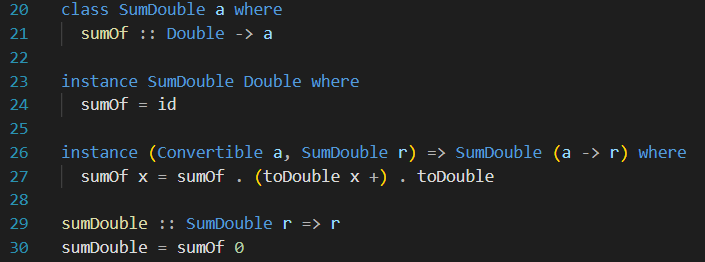 20 class SumDouble a where
21   sumOf :: Double -> a
22
23 instance SumDouble Double where
24   sumOf = id
25
26 instance (Convertible a, SumDouble r) => SumDouble (a -> r) where
27   sumOf x = sumOf . (toDouble x +) . toDouble
28
29 sumDouble :: SumDouble r => r
30 sumDouble = sumOf 0